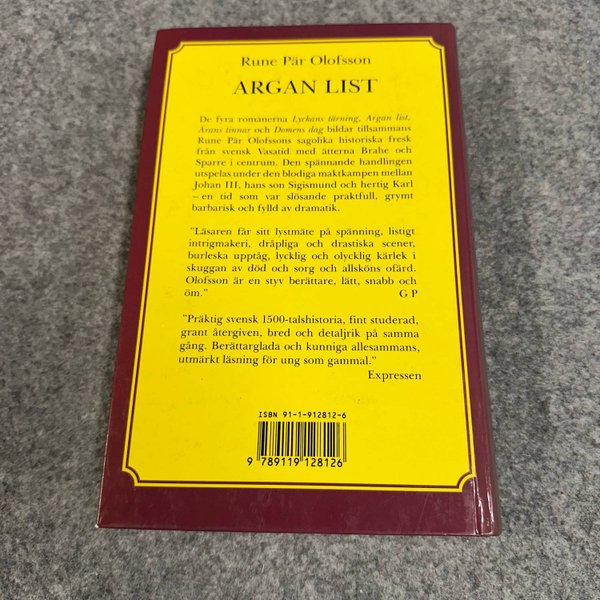 Rune Pär Olofsson
ARGAN LIST
De fyra romanerna Lyckans tärning, Argan list,
Ärans tinnar och Domens dag bildar tillsammans
Rune Pär Olofssons sagolika historiska fresk
från svensk Vasatid med ätterna Brahe och
Sparre i centrum. Den spännande handlingen
utspelas under den blodiga maktkampen mellan
Johan III, hans son Sigismund och hertig Karl
– en tid som var slösande praktfull, grymt
barbarisk och fylld av dramatik.
"Läsaren får sitt lystmäte på spänning, listigt
intrigmakeri, dråpliga och drastiska scener,
burleska upptåg, lycklig och olycklig kärlek i
skuggan av död och sorg och allsköns ofärd.
Olofsson är en styv berättare, lätt, snabb och
öm."
G P
"Präktig svensk 1500-talshistoria, fint studerad,
grant återgiven, bred och detaljrik på samma
gång. Berättarglada och kunniga allesammans,
utmärkt läsning för ung som gammal."
Expressen
ISBN 91-1-912812-6
9 789119 128126